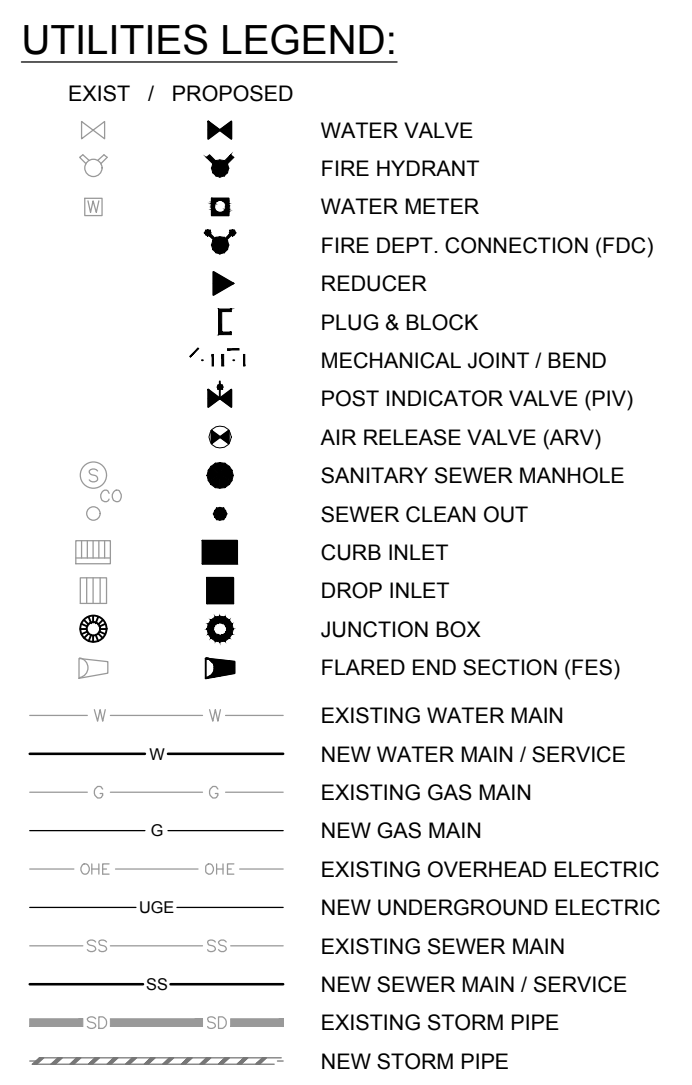 UTILITIES LEGEND:
EXIST / PROPOSED
WATER VALVE
FIRE HYDRANT
W WATER METER
FIRE DEPT. CONNECTION (FDC)
REDUCER
PLUG & BLOCK
MECHANICAL JOINT / BEND
POST INDICATOR VALVE (PIV)
AIR RELEASE VALVE (ARV)
S SANITARY SEWER MANHOLE
CO SEWER CLEAN OUT
CURB INLET
DROP INLET
JUNCTION BOX
FLARED END SECTION (FES)
W W EXISTING WATER MAIN
W NEW WATER MAIN / SERVICE
G G EXISTING GAS MAIN
G NEW GAS MAIN
OHE OHE EXISTING OVERHEAD ELECTRIC
UGE NEW UNDERGROUND ELECTRIC
SS SS EXISTING SEWER MAIN
SS NEW SEWER MAIN / SERVICE
SD SD EXISTING STORM PIPE
NEW STORM PIPE